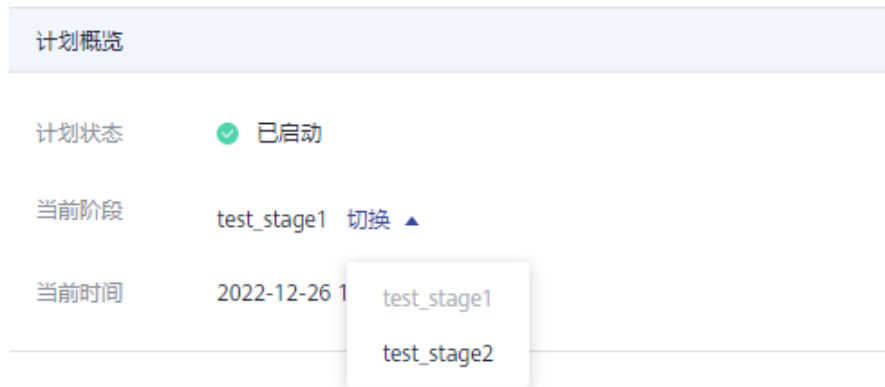 计划概览
计划状态 已启动
当前阶段 test_stage1 切换
当前时间 2022-12-26 1
test_stage1
test_stage2